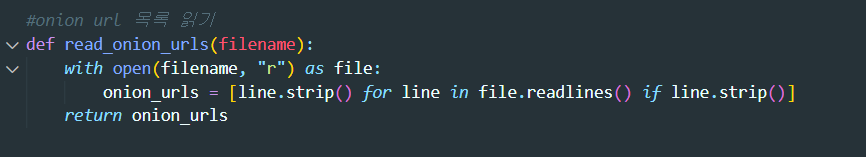 #onion url 목록 읽기
def read_onion_urls(filename):
    with open(filename, "r") as file:
        onion_urls = [line.strip() for line in file.readlines() if line.strip()]
    return onion_urls